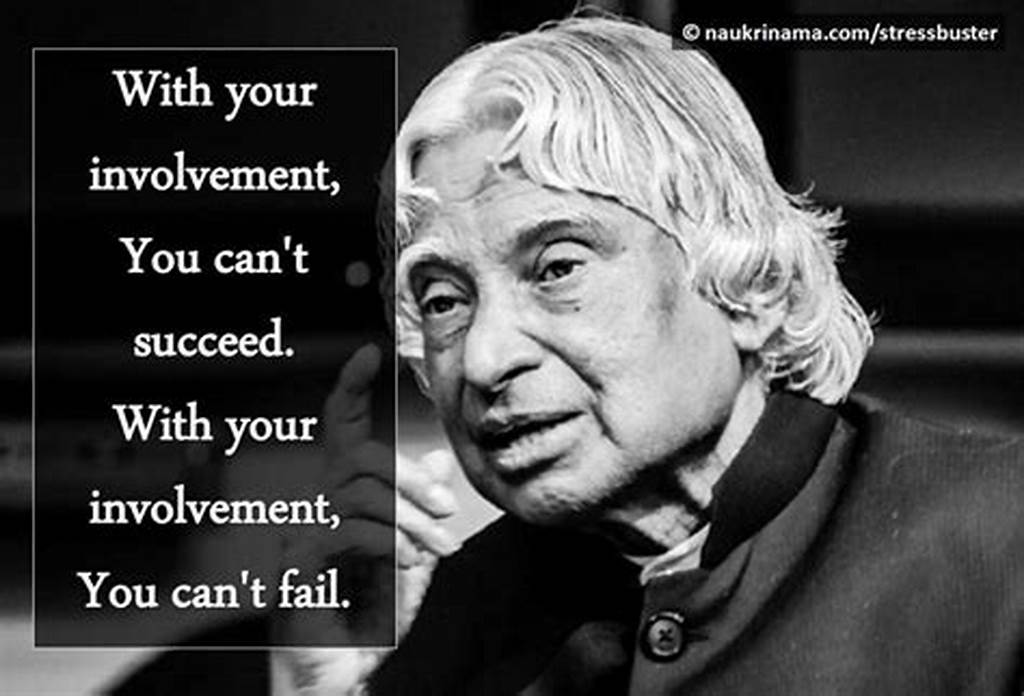 © naukrinama.com/stressbuster
With your
involvement,
You can't
succeed.
With your
involvement,
You can't fail.